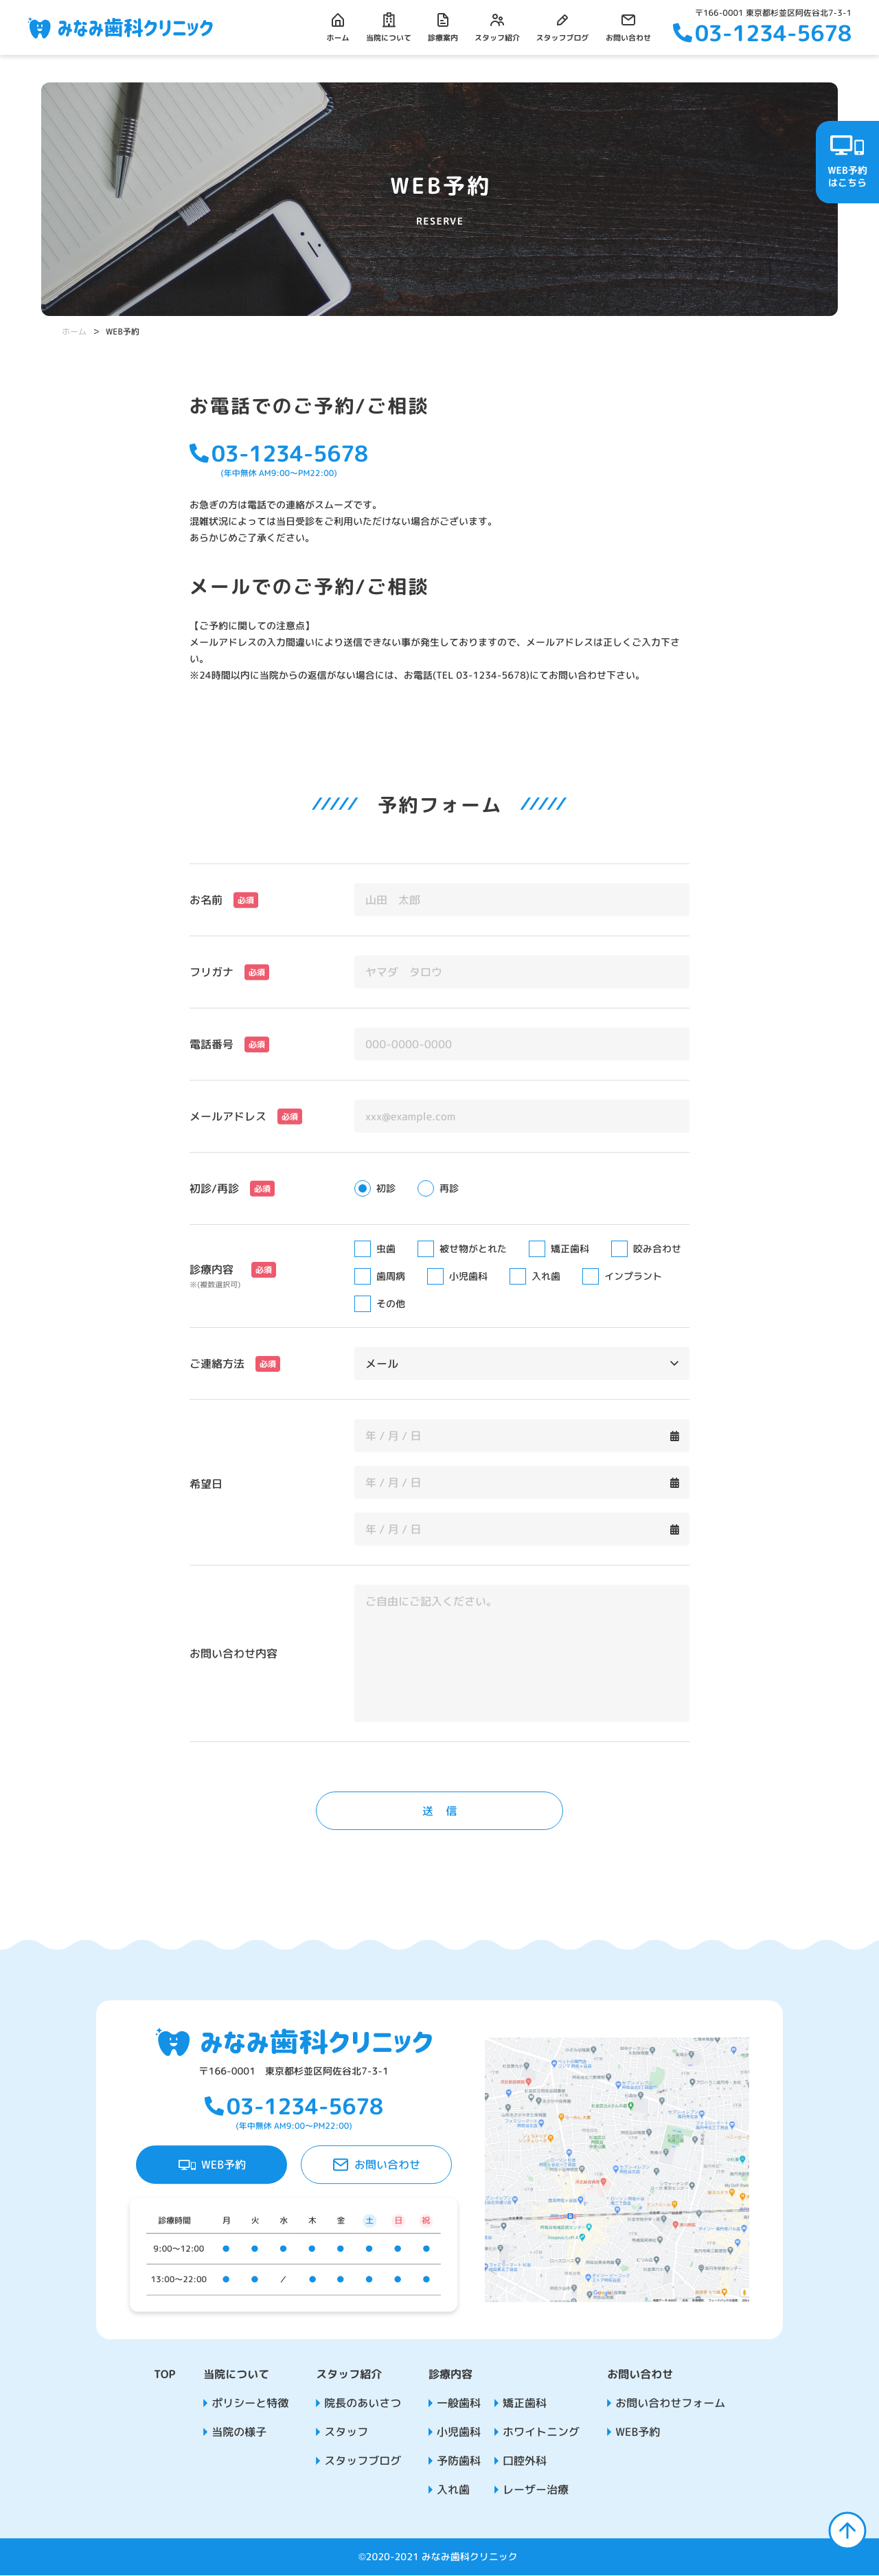 みなみ歯科クリニック
ホーム 当院について 診療案内 スタッフ紹介 スタッフブログ お問い合わせ
〒166-0001 東京都杉並区阿佐谷北7-3-1
03-1234-5678
WEB予約
はこちら
WEB予約
RESERVE
ホーム > WEB予約
お電話でのご予約/ご相談
03-1234-5678
(年中無休 AM9:00〜PM22:00)
お急ぎの方は電話での連絡がスムーズです。
混雑状況によっては当日受診をご利用いただけない場合がございます。
あらかじめご了承ください。
メールでのご予約/ご相談
【ご予約に関しての注意点】
メールアドレスの入力間違いにより送信できない事が発生しておりますので、メールアドレスは正しくご入力下さ
い。
※24時間以内に当院からの返信がない場合には、お電話(TEL 03-1234-5678)にてお問い合わせ下さい。
予約フォーム
お名前 必須 山田　太郎
フリガナ 必須 ヤマダ　タロウ
電話番号 必須 000-0000-0000
メールアドレス 必須 xxx@example.com
初診/再診 必須 初診 再診
診療内容 必須
※(複数選択可)
虫歯 被せ物がとれた 矯正歯科 咬み合わせ
歯周病 小児歯科 入れ歯 インプラント
その他
ご連絡方法 必須 メール
希望日
年 / 月 / 日
年 / 月 / 日
年 / 月 / 日
お問い合わせ内容
ご自由にご記入ください。
送 信
みなみ歯科クリニック
〒166-0001　東京都杉並区阿佐谷北7-3-1
03-1234-5678
(年中無休 AM9:00〜PM22:00)
WEB予約 お問い合わせ
診療時間 月 火 水 木 金 土 日 祝
9:00〜12:00 ● ● ● ● ● ● ● ●
13:00〜22:00 ● ● ／ ● ● ● ● ●
Google
TOP
当院について
ポリシーと特徴
当院の様子
スタッフ紹介
院長のあいさつ
スタッフ
スタッフブログ
診療内容
一般歯科 矯正歯科
小児歯科 ホワイトニング
予防歯科 口腔外科
入れ歯 レーザー治療
お問い合わせ
お問い合わせフォーム
WEB予約
©2020-2021 みなみ歯科クリニック